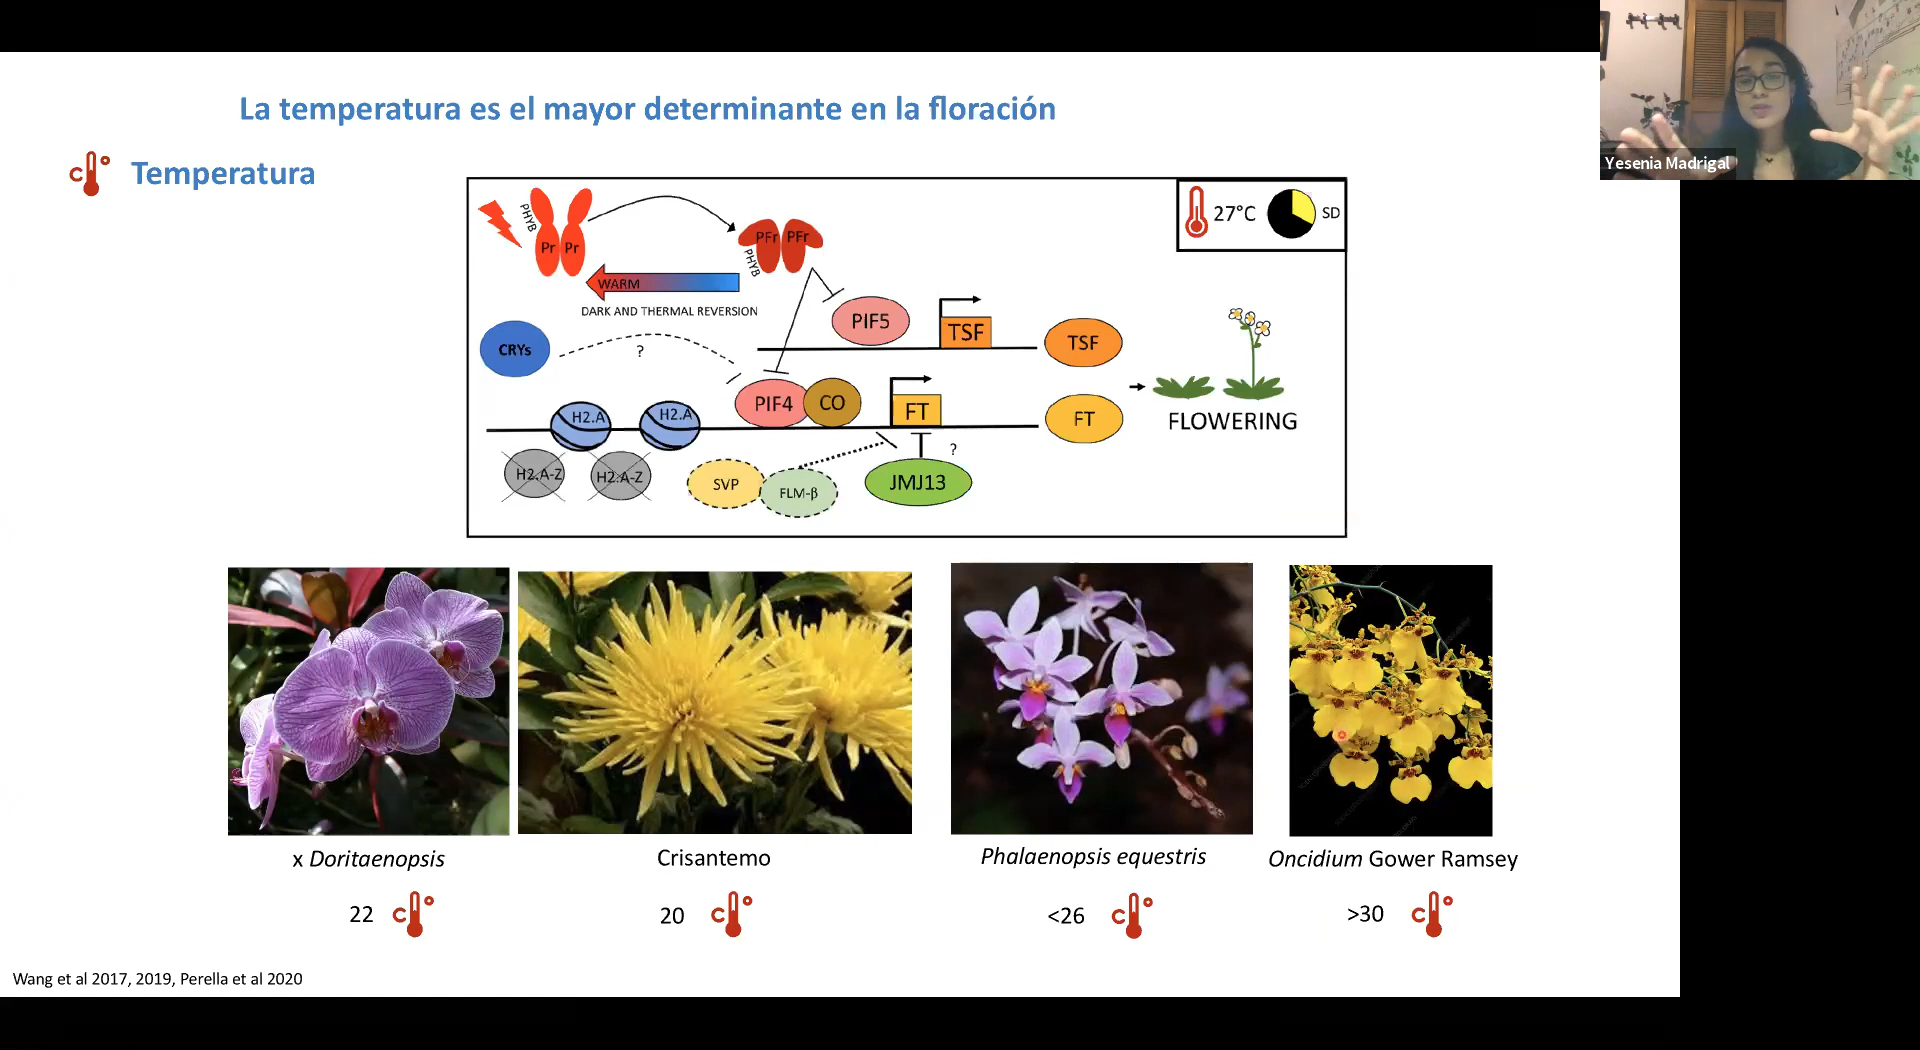 La temperatura es el mayor determinante en la floración
Yesenia Madrigal
C° Temperatura
PHYB
Pr Pr
PFr PFr
PHYB
27°C
SD
WARM
DARK AND THERMAL REVERSION
PIF5
TSF
TSF
CRYs
?
PIF4
CO
FT
FT
FLOWERING
H2.A
H2.A
H2.A-Z
H2.A-Z
SVP
FLM-β
JMJ13
?
x Doritaenopsis
Crisantemo
Phalaenopsis equestris
Oncidium Gower Ramsey
22 C°
20 C°
<26 C°
>30 C°
Wang et al 2017, 2019, Perella et al 2020